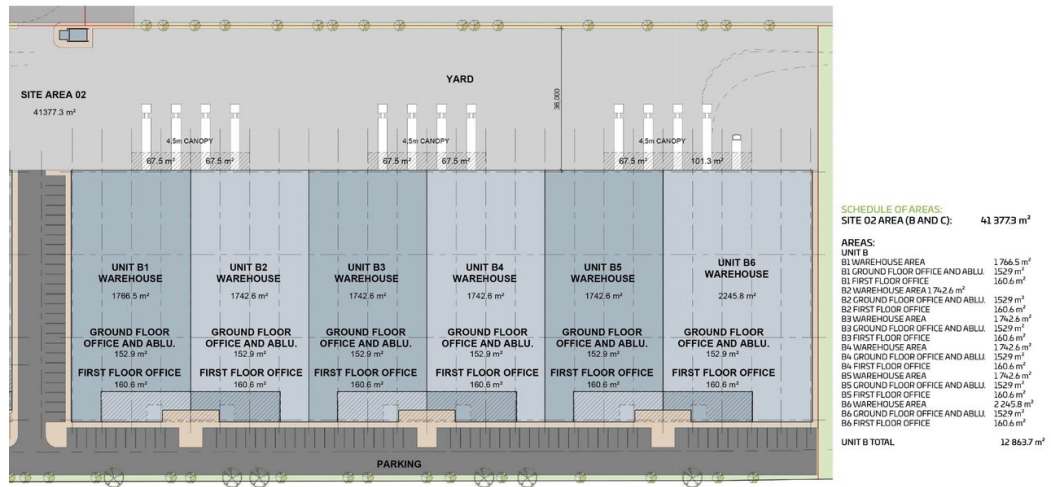 YARD
SITE AREA 02
41377.3 m²
38,000
4,5m CANOPY
67.5 m² 67.5 m²
4,5m CANOPY
67.5 m² 67.5 m²
4,5m CANOPY
67.5 m² 101.3 m²
UNIT B1
WAREHOUSE
1766.5 m²
GROUND FLOOR
OFFICE AND ABLU.
152.9 m²
FIRST FLOOR OFFICE
160.6 m²
UNIT B2
WAREHOUSE
1742.6 m²
GROUND FLOOR
OFFICE AND ABLU.
152.9 m²
FIRST FLOOR OFFICE
160.6 m²
UNIT B3
WAREHOUSE
1742.6 m²
GROUND FLOOR
OFFICE AND ABLU.
152.9 m²
FIRST FLOOR OFFICE
160.6 m²
UNIT B4
WAREHOUSE
1742.6 m²
GROUND FLOOR
OFFICE AND ABLU.
152.9 m²
FIRST FLOOR OFFICE
160.6 m²
UNIT B5
WAREHOUSE
1742.6 m²
GROUND FLOOR
OFFICE AND ABLU.
152.9 m²
FIRST FLOOR OFFICE
160.6 m²
UNIT B6
WAREHOUSE
2245.8 m²
GROUND FLOOR
OFFICE AND ABLU.
152.9 m²
FIRST FLOOR OFFICE
160.6 m²
PARKING
SCHEDULE OF AREAS:
SITE 02 AREA (B AND C): 41 377.3 m²
AREAS:
UNIT B
B1 WAREHOUSE AREA 1 766.5 m²
B1 GROUND FLOOR OFFICE AND ABLU. 152.9 m²
B1 FIRST FLOOR OFFICE 160.6 m²
B2 WAREHOUSE AREA 1 742.6 m²
B2 GROUND FLOOR OFFICE AND ABLU. 152.9 m²
B2 FIRST FLOOR OFFICE 160.6 m²
B3 WAREHOUSE AREA 1 742.6 m²
B3 GROUND FLOOR OFFICE AND ABLU. 152.9 m²
B3 FIRST FLOOR OFFICE 160.6 m²
B4 WAREHOUSE AREA 1 742.6 m²
B4 GROUND FLOOR OFFICE AND ABLU. 152.9 m²
B4 FIRST FLOOR OFFICE 160.6 m²
B5 WAREHOUSE AREA 1 742.6 m²
B5 GROUND FLOOR OFFICE AND ABLU. 152.9 m²
B5 FIRST FLOOR OFFICE 160.6 m²
B6 WAREHOUSE AREA 2 245.8 m²
B6 GROUND FLOOR OFFICE AND ABLU. 152.9 m²
B6 FIRST FLOOR OFFICE 160.6 m²
UNIT B TOTAL 12 863.7 m²